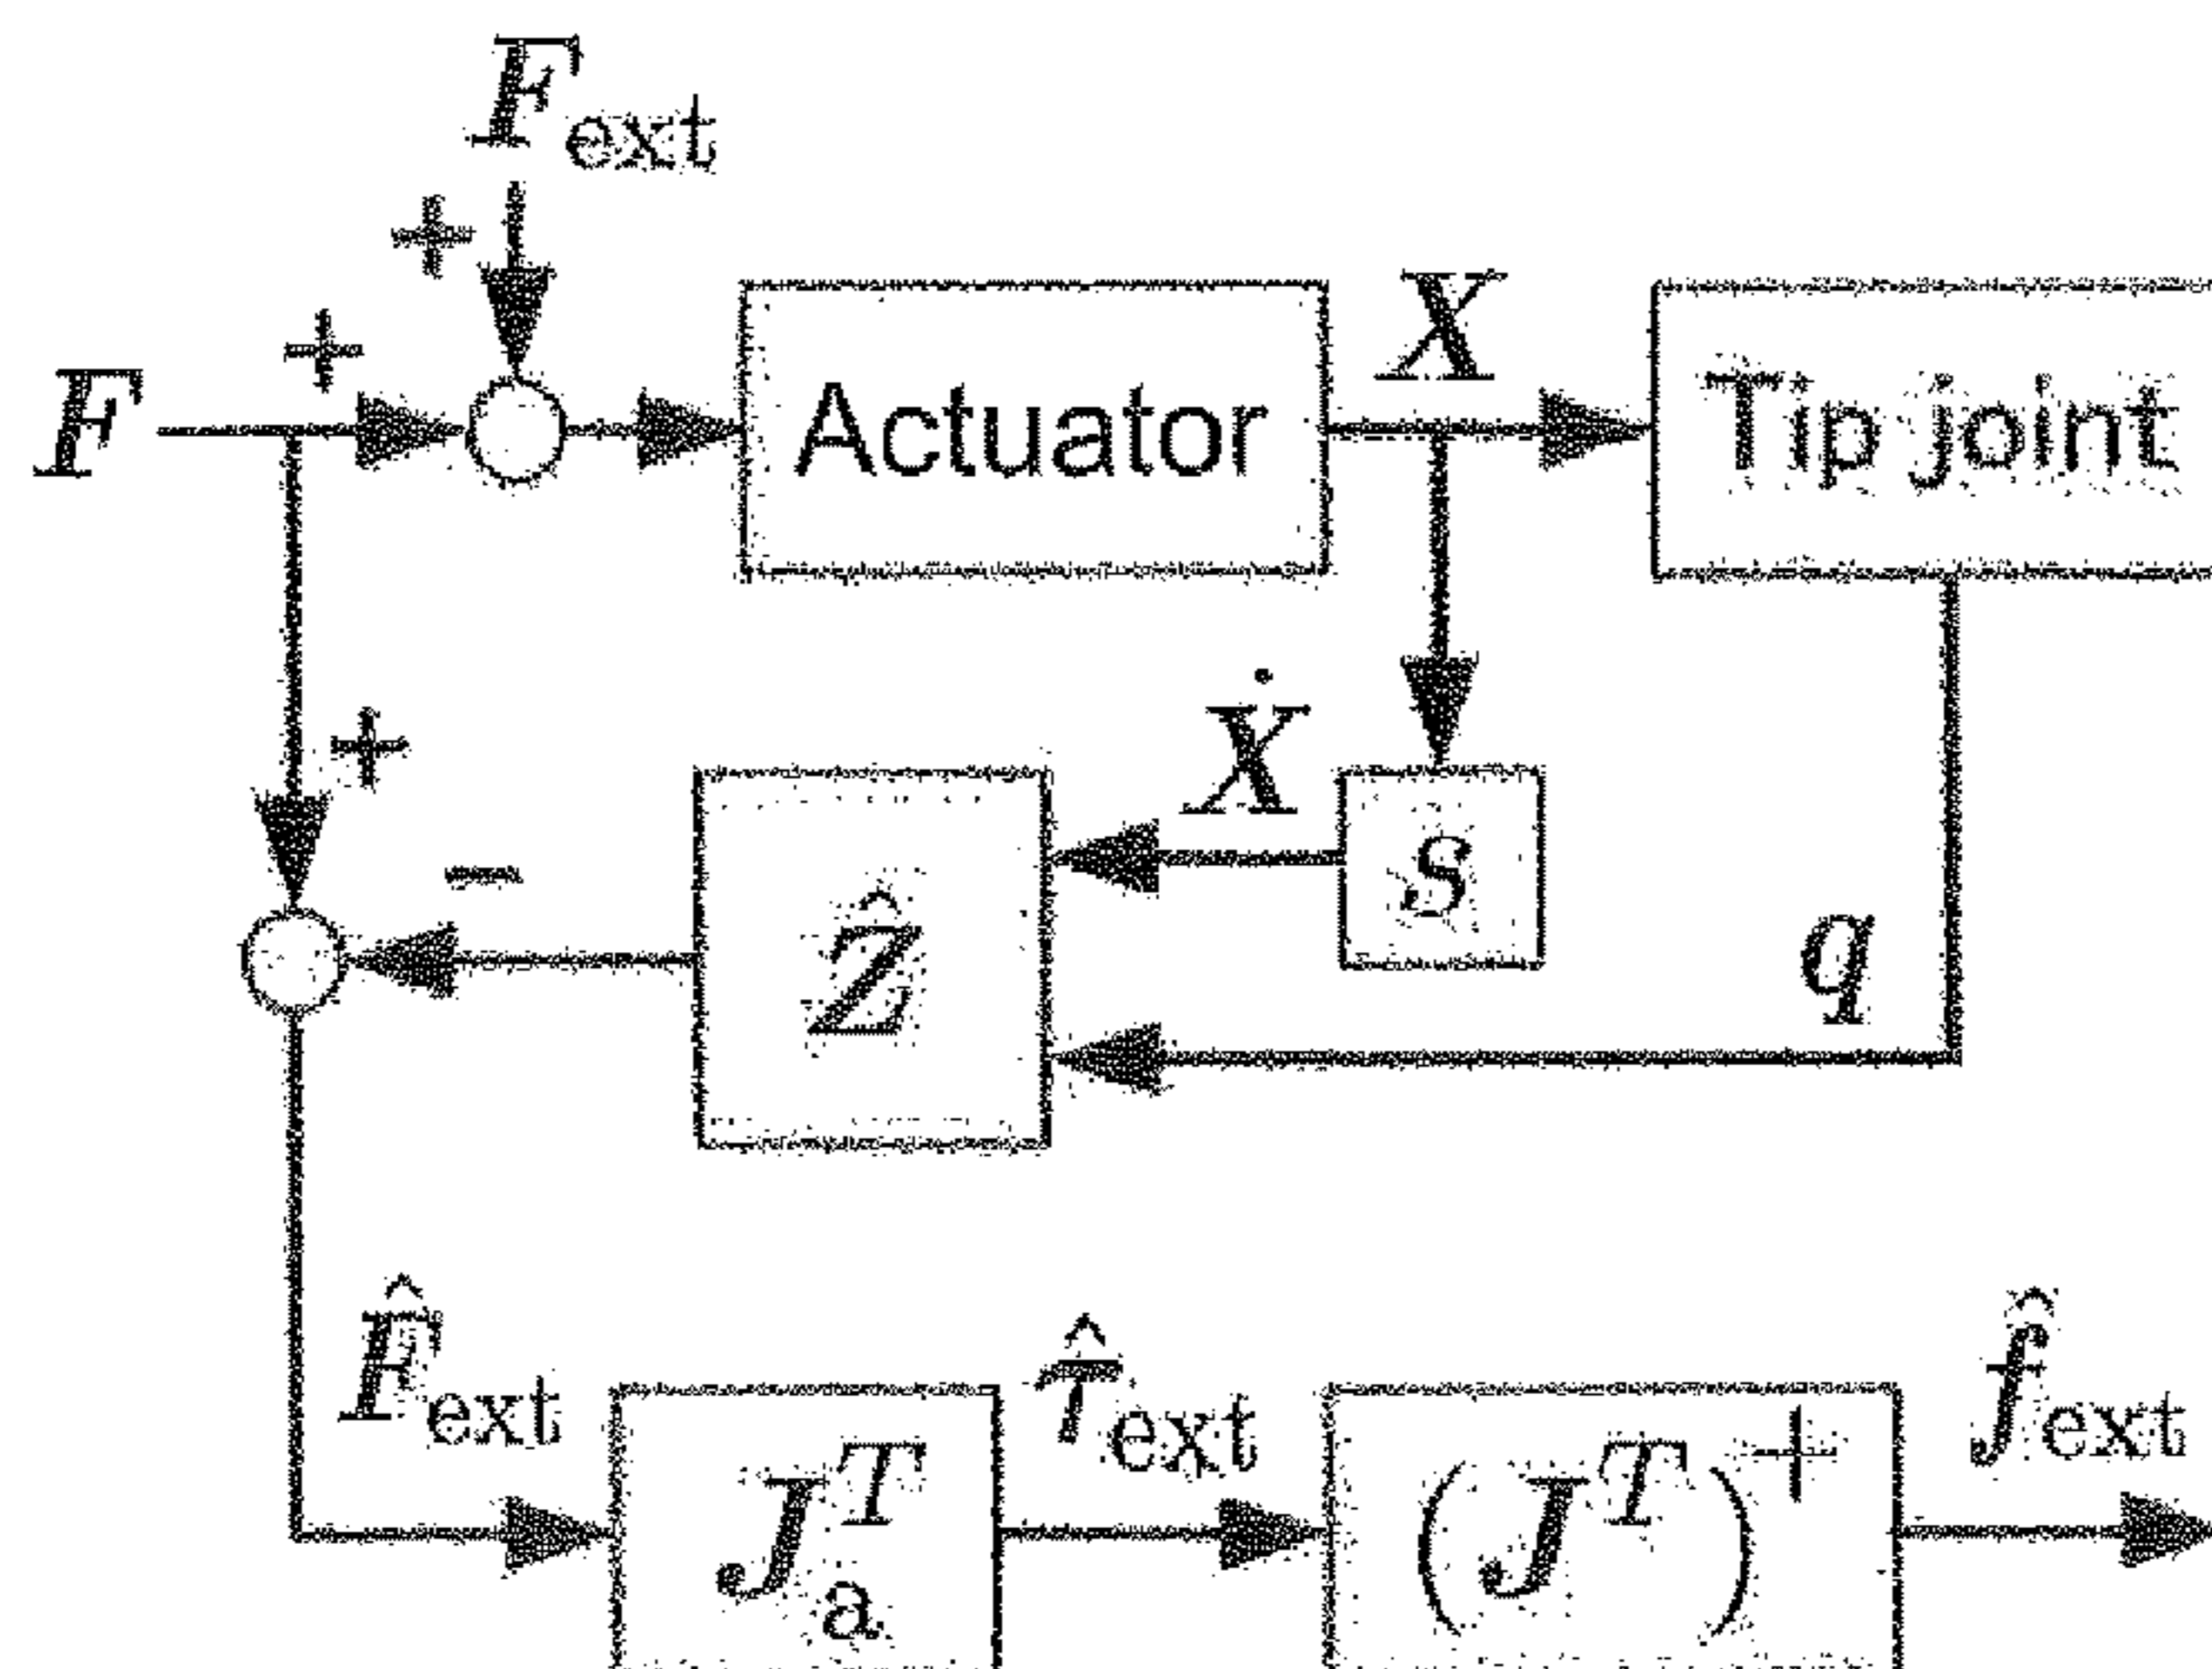 F_ext
+
+
F
Actuator
X
Tip joint
+
−
Ẋ
s
Ẑ
q
F̂_ext
τ̂_ext
f̂_ext
J_a^T
(J^T)^+